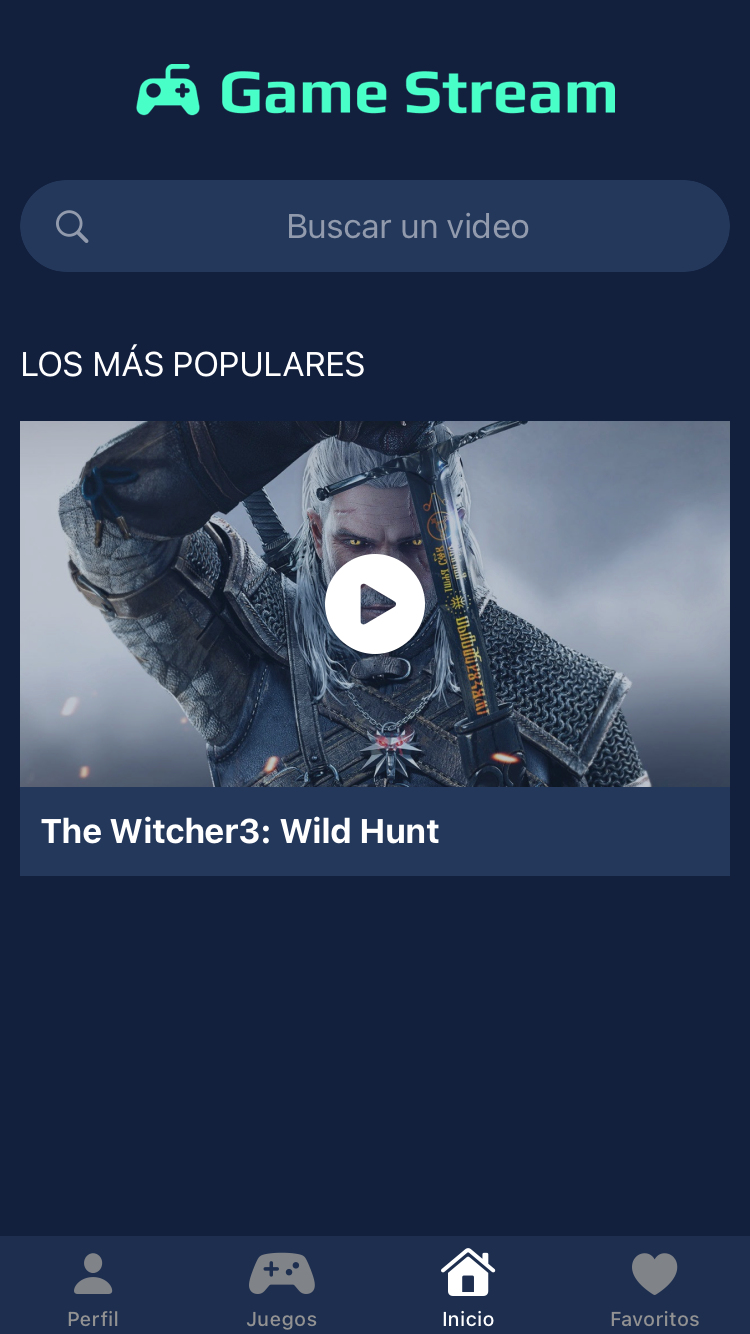 Game Stream
Buscar un video
LOS MÁS POPULARES
The Witcher3: Wild Hunt
Perfil
Juegos
Inicio
Favoritos